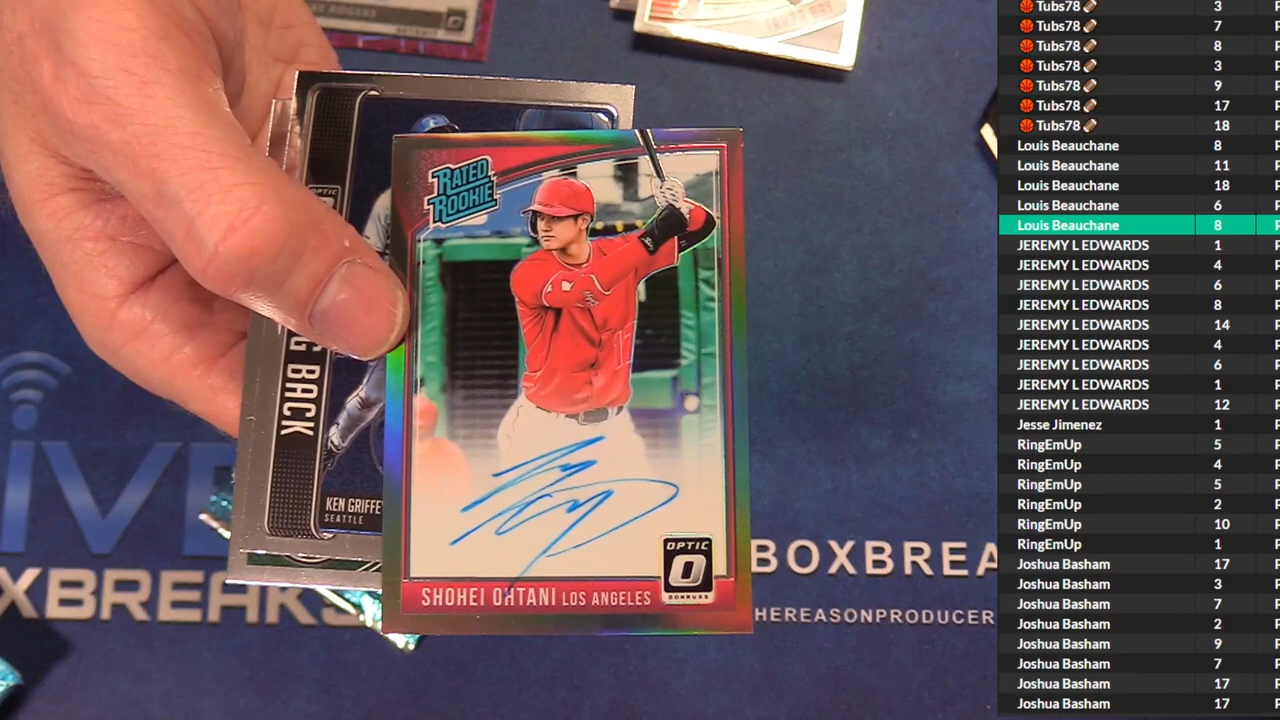 KE ROGERS
RATED
ROOKIE
OPTIC
G BACK
KEN GRIFFEY
SEATTLE
OPTIC
O
DONRUSS
SHOHEI OHTANI LOS ANGELES
iVE
XBREAKS
BOXBREA
HEREASONPRODUCER
Tubs78 3
Tubs78 7
Tubs78 8
Tubs78 3
Tubs78 9
Tubs78 17
Tubs78 18
Louis Beauchane 8
Louis Beauchane 11
Louis Beauchane 18
Louis Beauchane 6
Louis Beauchane 8
JEREMY L EDWARDS 1
JEREMY L EDWARDS 4
JEREMY L EDWARDS 6
JEREMY L EDWARDS 8
JEREMY L EDWARDS 14
JEREMY L EDWARDS 4
JEREMY L EDWARDS 6
JEREMY L EDWARDS 1
JEREMY L EDWARDS 12
Jesse Jimenez 1
RingEmUp 5
RingEmUp 4
RingEmUp 5
RingEmUp 2
RingEmUp 10
RingEmUp 1
Joshua Basham 17
Joshua Basham 3
Joshua Basham 7
Joshua Basham 2
Joshua Basham 9
Joshua Basham 7
Joshua Basham 17
Joshua Basham 17